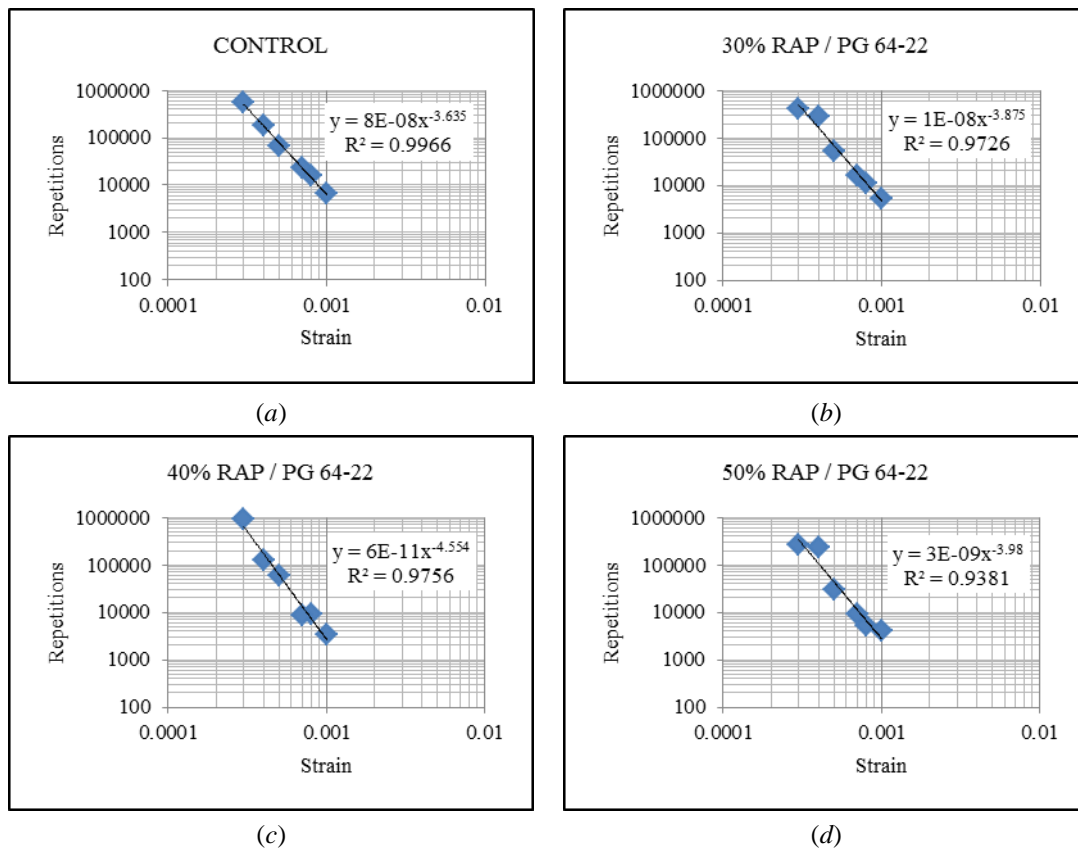 CONTROL
1000000
100000
10000
1000
100
Repetitions
y = 8E-08x^-3.635
R² = 0.9966
0.0001 0.001 0.01
Strain
(a)
30% RAP / PG 64-22
1000000
100000
10000
1000
100
Repetitions
y = 1E-08x^-3.875
R² = 0.9726
0.0001 0.001 0.01
Strain
(b)
40% RAP / PG 64-22
1000000
100000
10000
1000
100
Repetitions
y = 6E-11x^-4.554
R² = 0.9756
0.0001 0.001 0.01
Strain
(c)
50% RAP / PG 64-22
1000000
100000
10000
1000
100
Repetitions
y = 3E-09x^-3.98
R² = 0.9381
0.0001 0.001 0.01
Strain
(d)